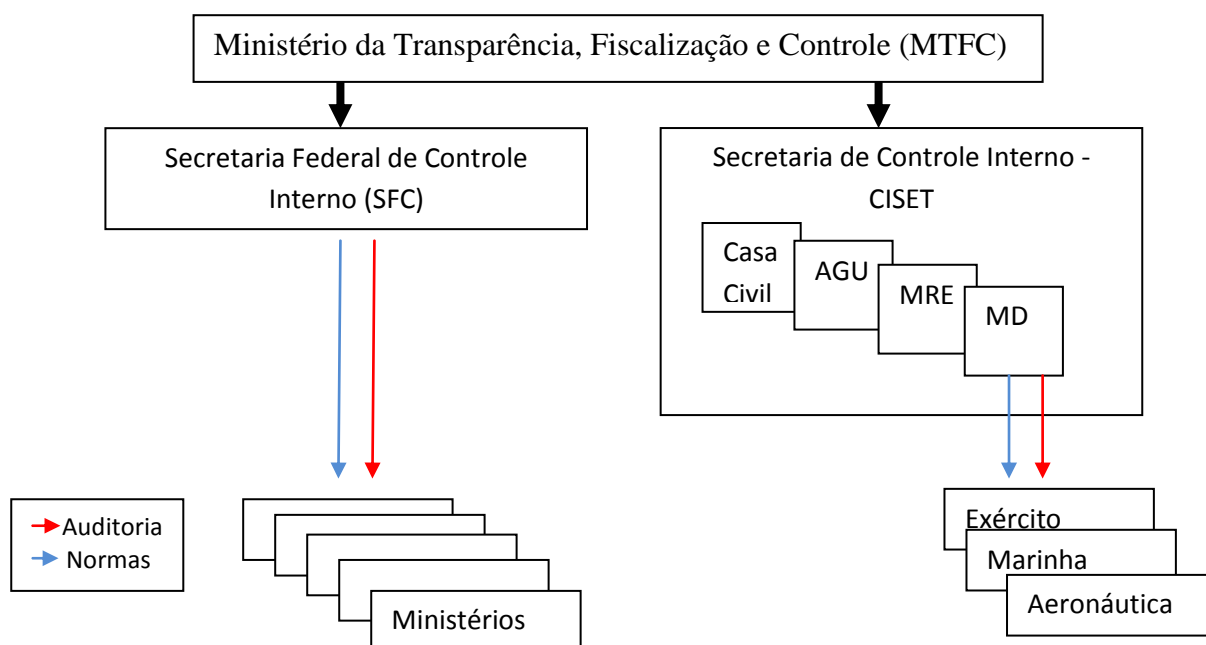 Ministério da Transparência, Fiscalização e Controle (MTFC)
Secretaria Federal de Controle
Interno (SFC)
Secretaria de Controle Interno -
CISET
Casa
Civil
AGU
MRE
MD
Auditoria
Normas
Ministérios
Exército
Marinha
Aeronáutica